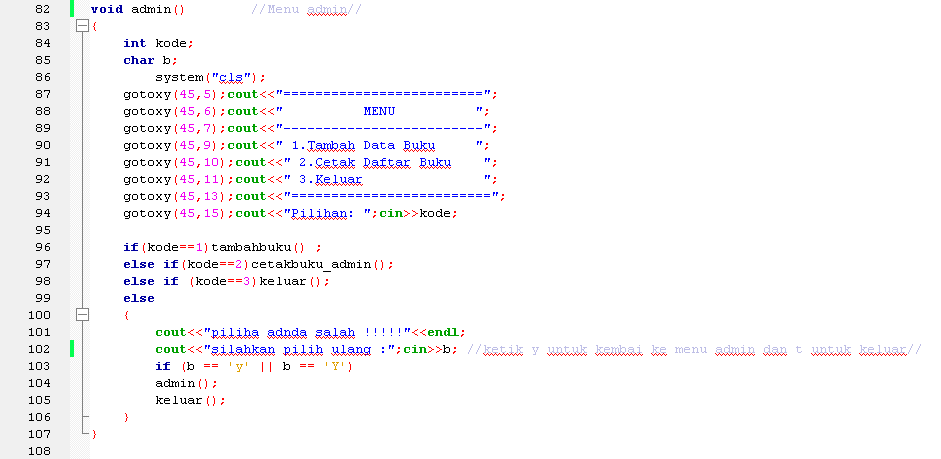 82 void admin() //Menu admin//
83 {
84 int kode;
85 char b;
86 system("cls");
87 gotoxy(45,5);cout<<"=========================";
88 gotoxy(45,6);cout<<" MENU ";
89 gotoxy(45,7);cout<<"-------------------------";
90 gotoxy(45,9);cout<<" 1.Tambah Data Buku ";
91 gotoxy(45,10);cout<<" 2.Cetak Daftar Buku ";
92 gotoxy(45,11);cout<<" 3.Keluar ";
93 gotoxy(45,13);cout<<"=========================";
94 gotoxy(45,15);cout<<"Pilihan: ";cin>>kode;
95
96 if(kode==1)tambahbuku() ;
97 else if(kode==2)cetakbuku_admin();
98 else if (kode==3)keluar();
99 else
100 {
101 cout<<"piliha adnda salah !!!!!"<<endl;
102 cout<<"silahkan pilih ulang :";cin>>b; //ketik y untuk kembai ke menu admin dan t untuk keluar//
103 if (b == 'y' || b == 'Y')
104 admin();
105 keluar();
106 }
107 }
108